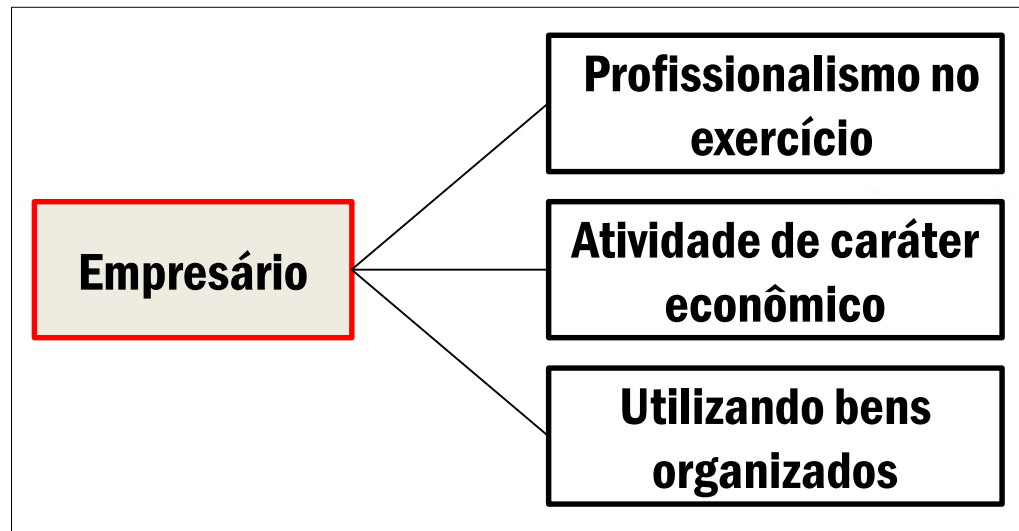 Empresário
Profissionalismo no
exercício
Atividade de caráter
econômico
Utilizando bens
organizados